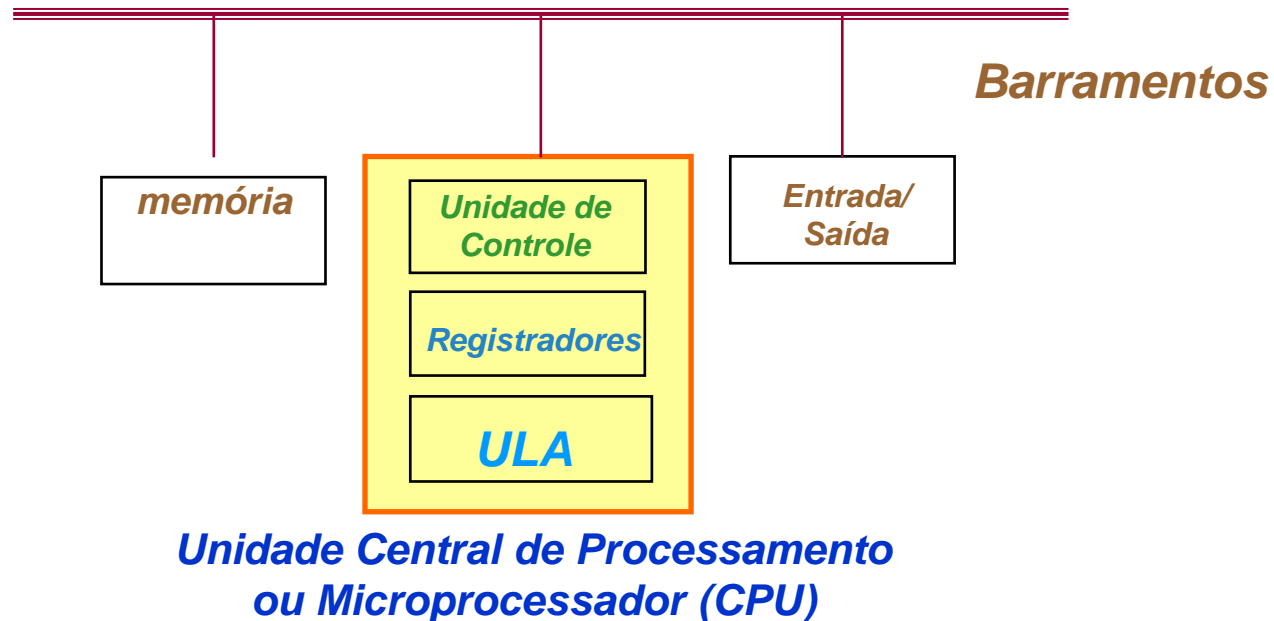 Barramentos
memória
Unidade de
Controle
Entrada/
Saída
Registradores
ULA
Unidade Central de Processamento
ou Microprocessador (CPU)